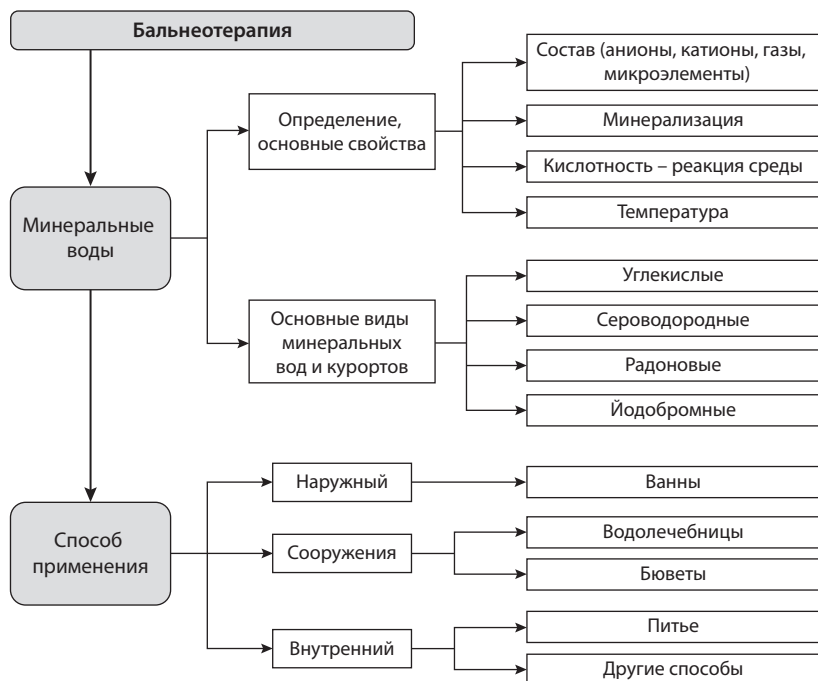 Бальнеотерапия
Минеральные
воды
Определение,
основные свойства
Состав (анионы, катионы, газы,
микроэлементы)
Минерализация
Кислотность – реакция среды
Температура
Основные виды
минеральных
вод и курортов
Углекислые
Сероводородные
Радоновые
Йодобромные
Способ
применения
Наружный
Ванны
Сооружения
Водолечебницы
Бюветы
Внутренний
Питье
Другие способы